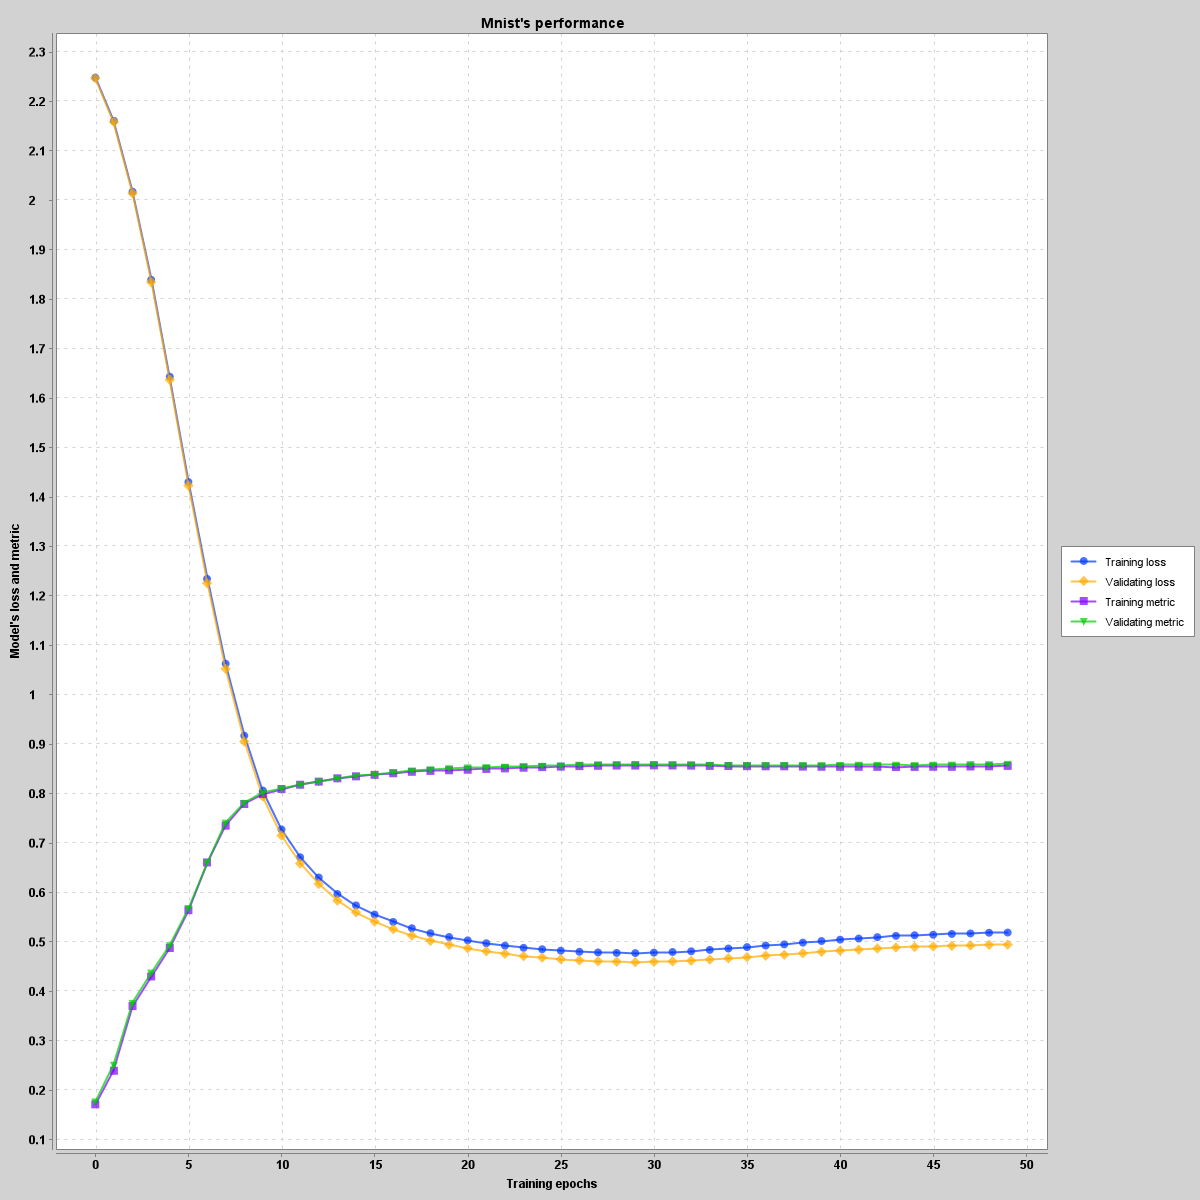 Mnist's performance
Model's loss and metric
2.3
2.2
2.1
2
1.9
1.8
1.7
1.6
1.5
1.4
1.3
1.2
1.1
1
0.9
0.8
0.7
0.6
0.5
0.4
0.3
0.2
0.1
0 5 10 15 20 25 30 35 40 45 50
Training epochs
Training loss
Validating loss
Training metric
Validating metric